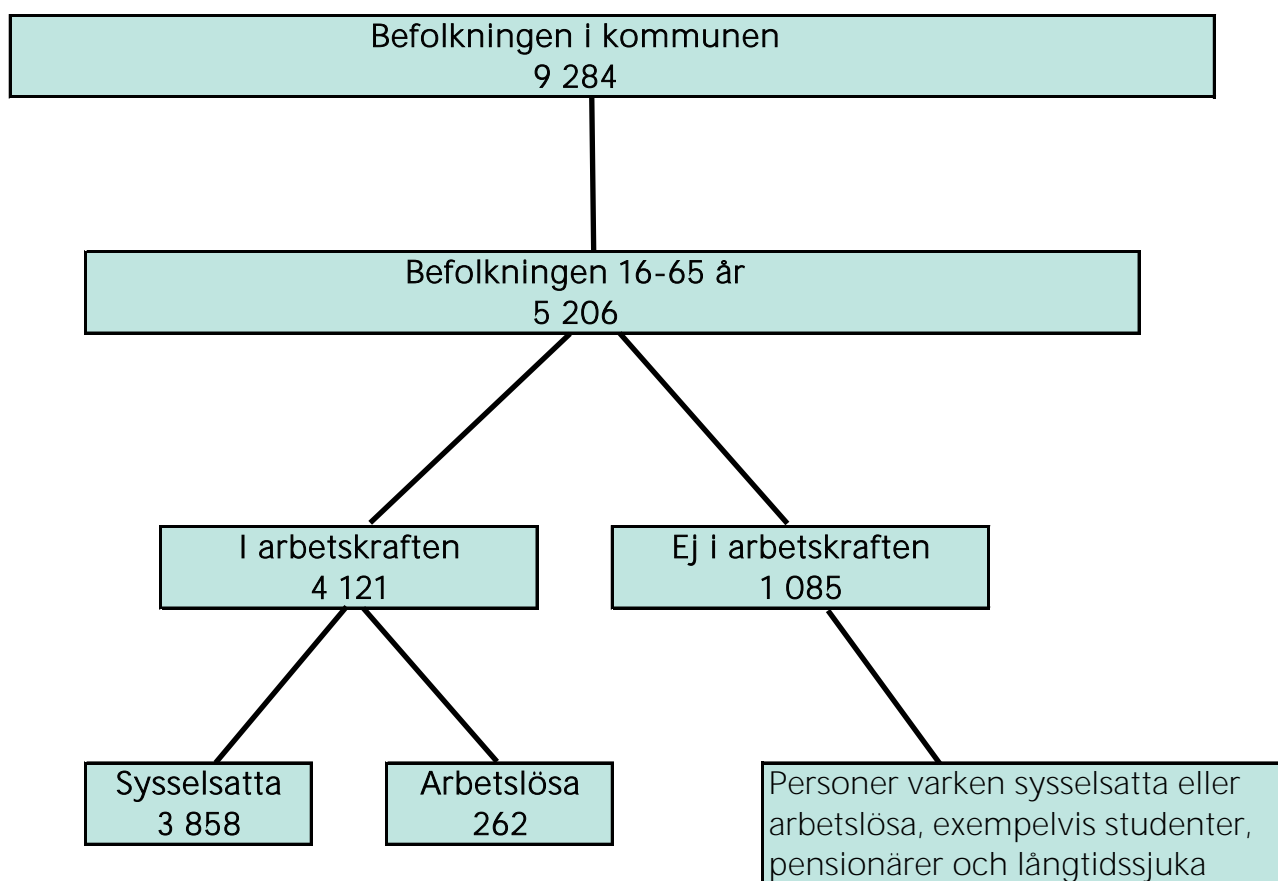 Befolkningen i kommunen
9 284
Befolkningen 16-65 år
5 206
I arbetskraften
4 121
Ej i arbetskraften
1 085
Sysselsatta
3 858
Arbetslösa
262
Personer varken sysselsatta eller
arbetslösa, exempelvis studenter,
pensionärer och långtidssjuka